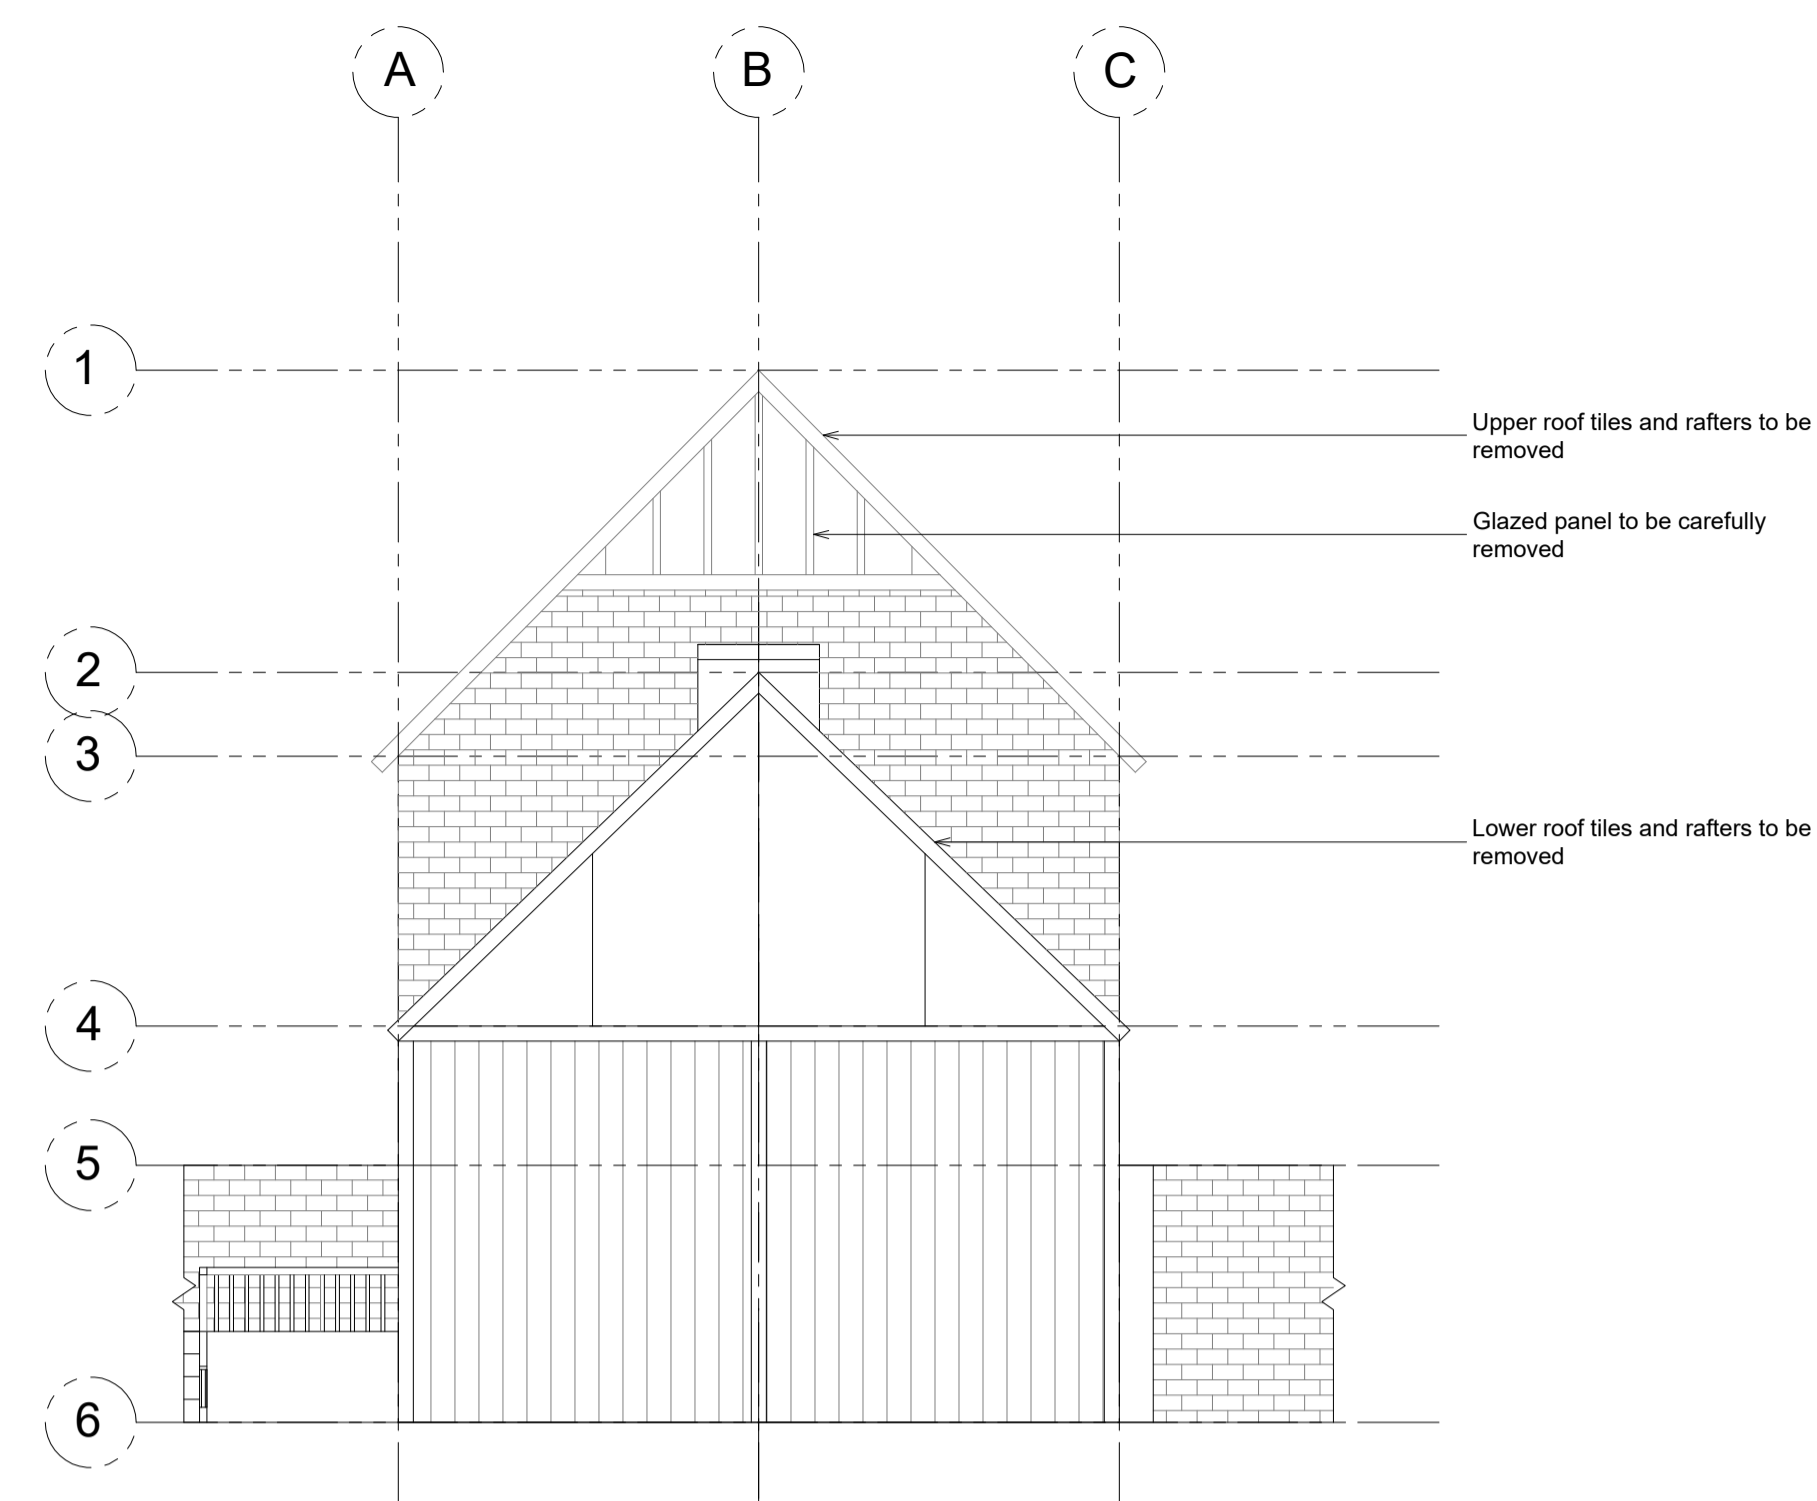 A
B
C
1
Upper roof tiles and rafters to be
removed
Glazed panel to be carefully
removed
2
3
Lower roof tiles and rafters to be
removed
4
5
6